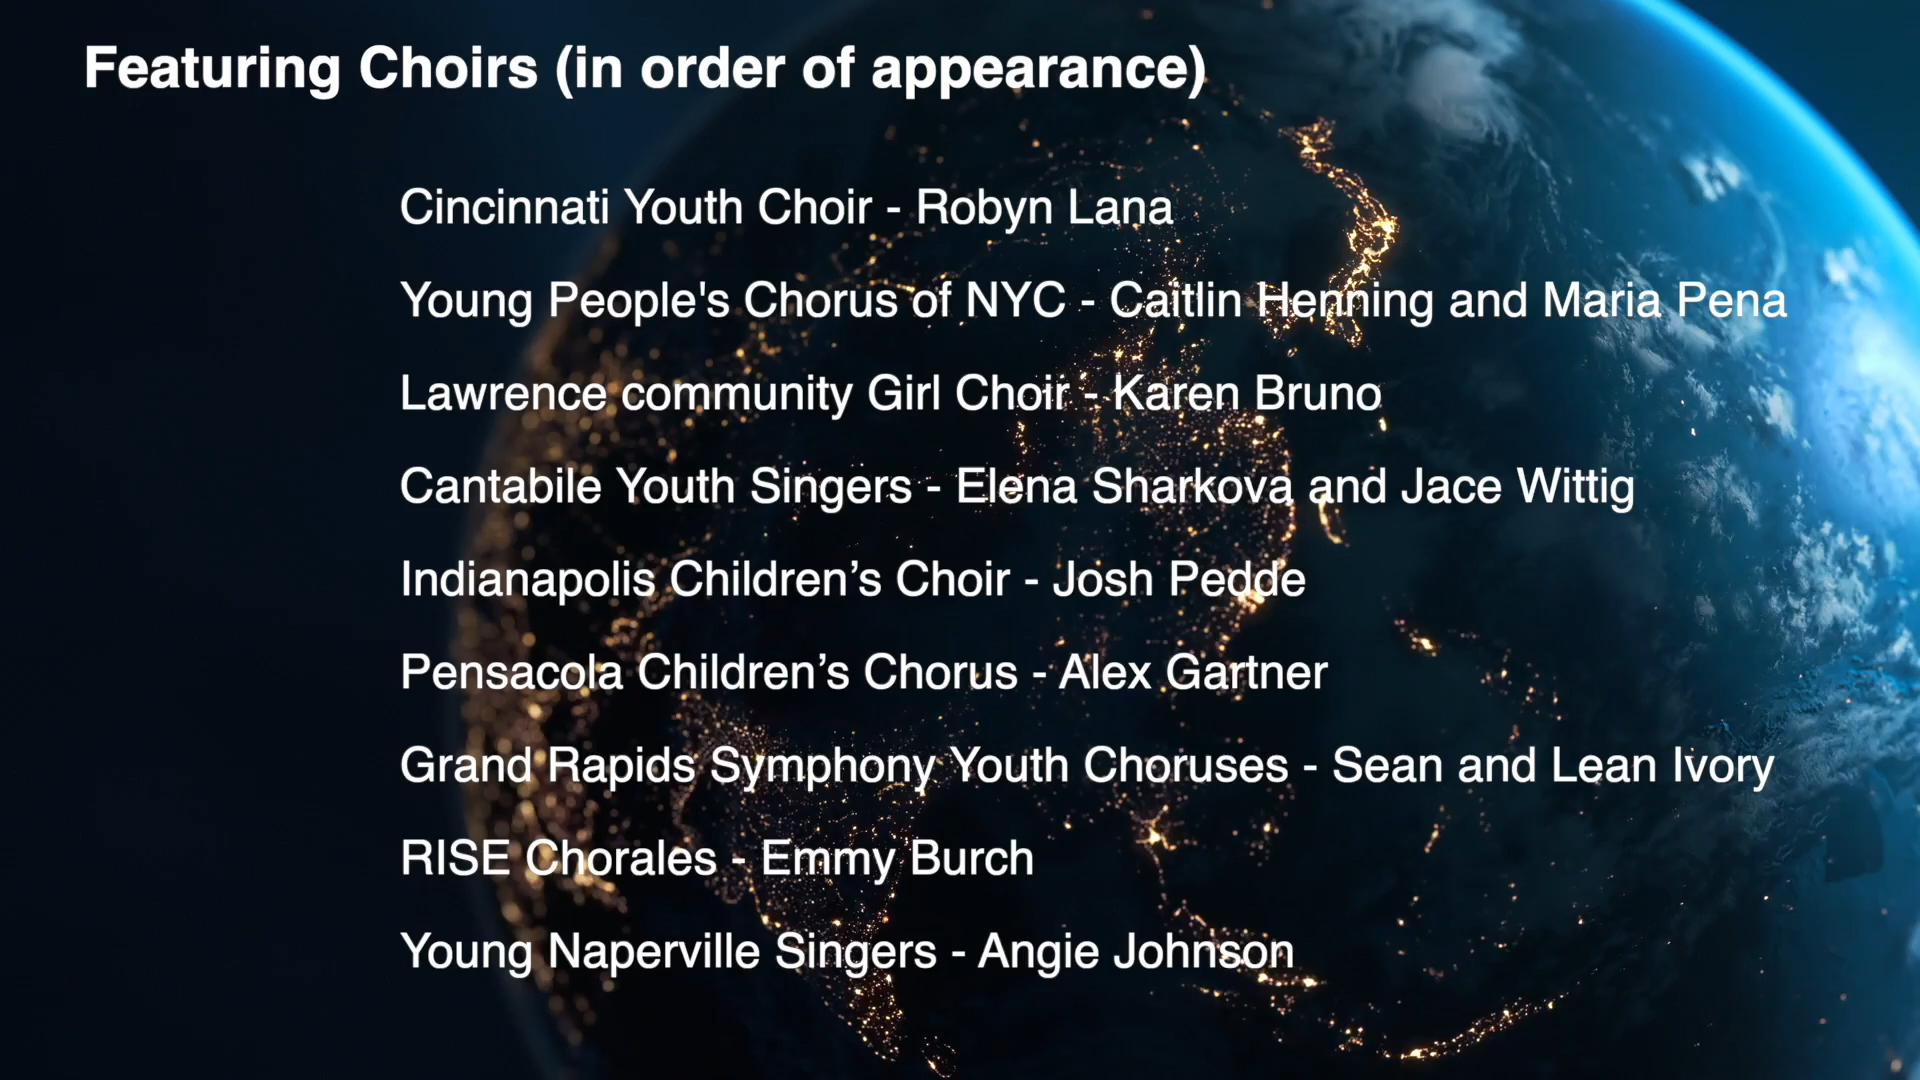 Featuring Choirs (in order of appearance)
Cincinnati Youth Choir - Robyn Lana
Young People's Chorus of NYC - Caitlin Henning and Maria Pena
Lawrence community Girl Choir - Karen Bruno
Cantabile Youth Singers - Elena Sharkova and Jace Wittig
Indianapolis Children’s Choir - Josh Pedde
Pensacola Children’s Chorus - Alex Gartner
Grand Rapids Symphony Youth Choruses - Sean and Lean Ivory
RISE Chorales - Emmy Burch
Young Naperville Singers - Angie Johnson